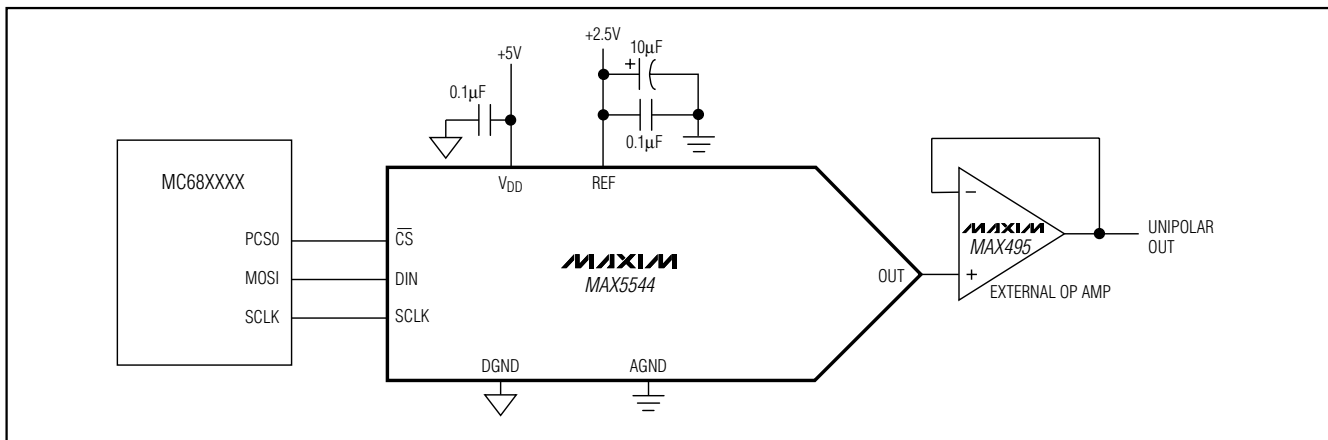 +2.5V
+5V
10µF
+
0.1µF
0.1µF
MC68XXXX
VDD
REF
PCS0
CS
MOSI
DIN
SCLK
SCLK
MAXIM
MAX5544
OUT
DGND
AGND
−
MAXIM
MAX495
+
EXTERNAL OP AMP
UNIPOLAR
OUT